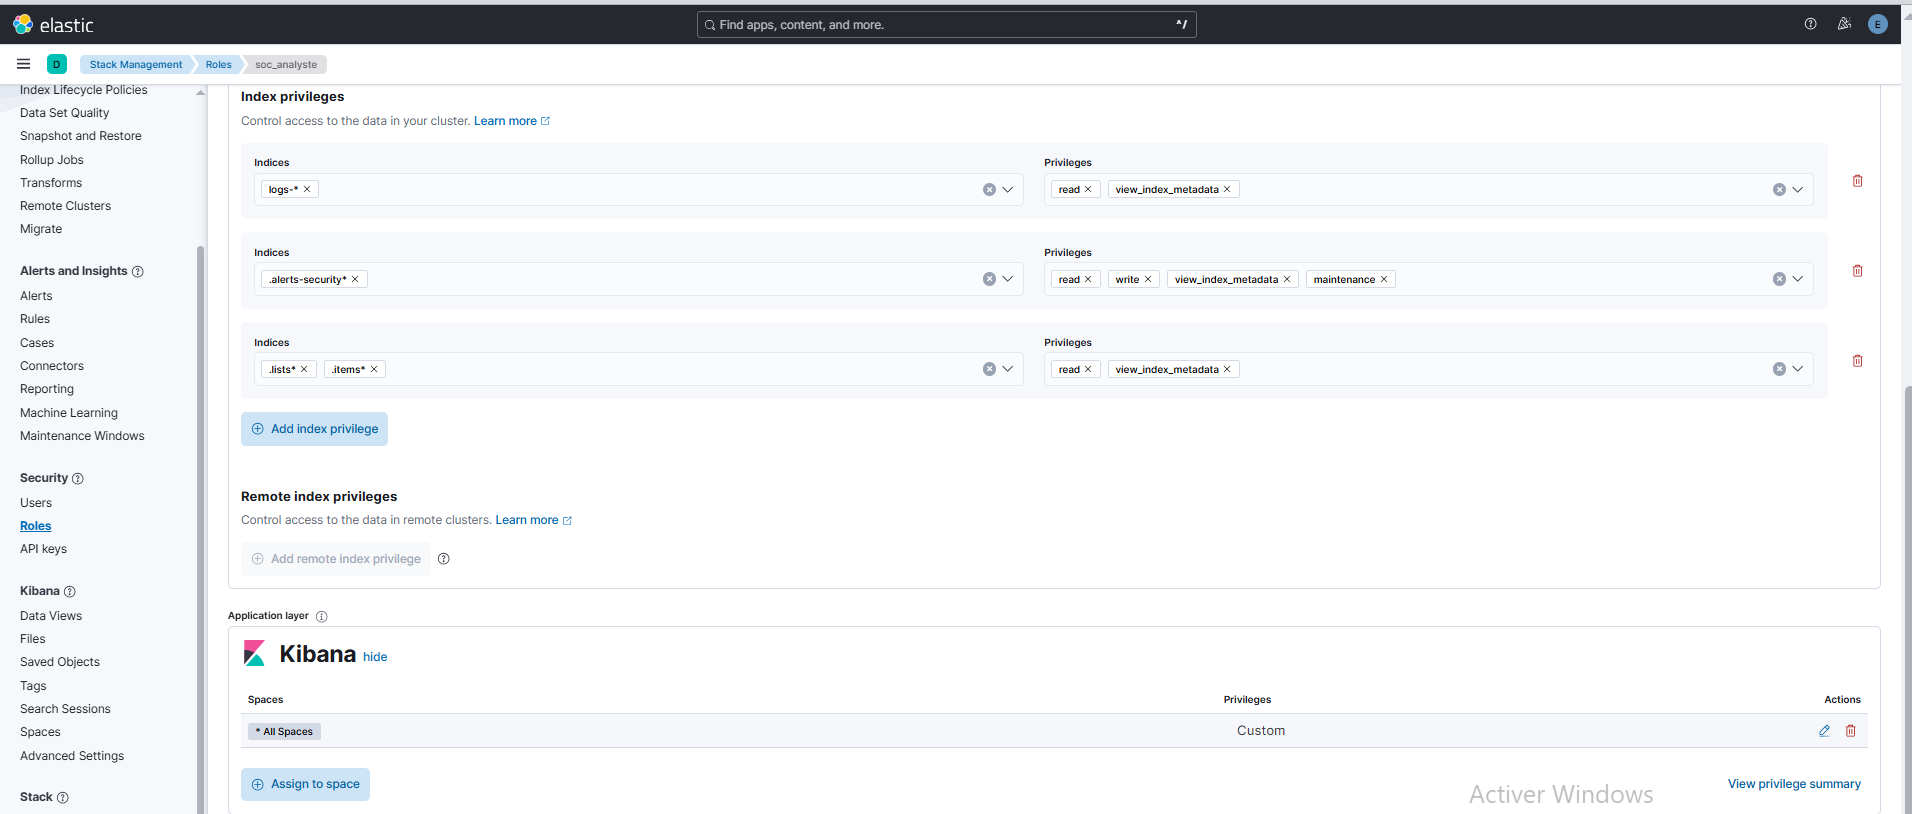 elastic
Find apps, content, and more.
^/
E
D
Stack Management
Roles
soc_analyste
Index Lifecycle Policies
Data Set Quality
Snapshot and Restore
Rollup Jobs
Transforms
Remote Clusters
Migrate
Alerts and Insights
Alerts
Rules
Cases
Connectors
Reporting
Machine Learning
Maintenance Windows
Security
Users
Roles
API keys
Kibana
Data Views
Files
Saved Objects
Tags
Search Sessions
Spaces
Advanced Settings
Stack
Index privileges
Control access to the data in your cluster. Learn more
Indices
Privileges
logs-*
read view_index_metadata
Indices
Privileges
.alerts-security*
read write view_index_metadata maintenance
Indices
Privileges
.lists* .items*
read view_index_metadata
Add index privilege
Remote index privileges
Control access to the data in remote clusters. Learn more
Add remote index privilege
Application layer
Kibana hide
Spaces
Privileges
Actions
* All Spaces
Custom
Assign to space
View privilege summary
Activer Windows